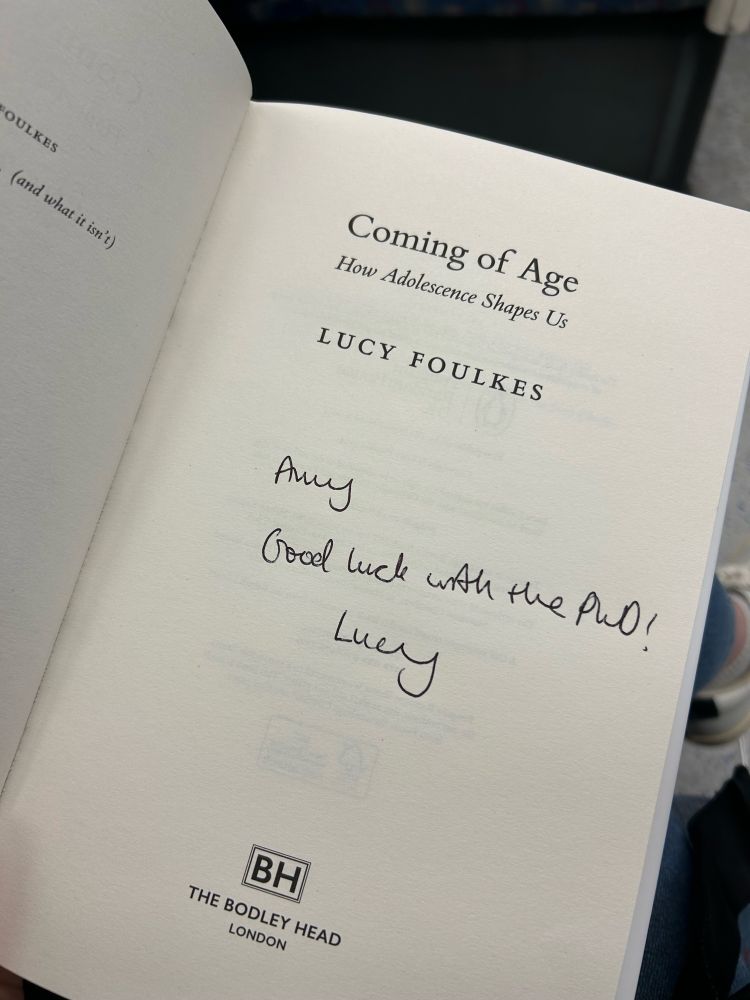 FOULKES
(and what it isn't)
Coming of Age
How Adolescence Shapes Us
LUCY FOULKES
Amy
Good luck with the PhD!
Lucy
BH
THE BODLEY HEAD
LONDON